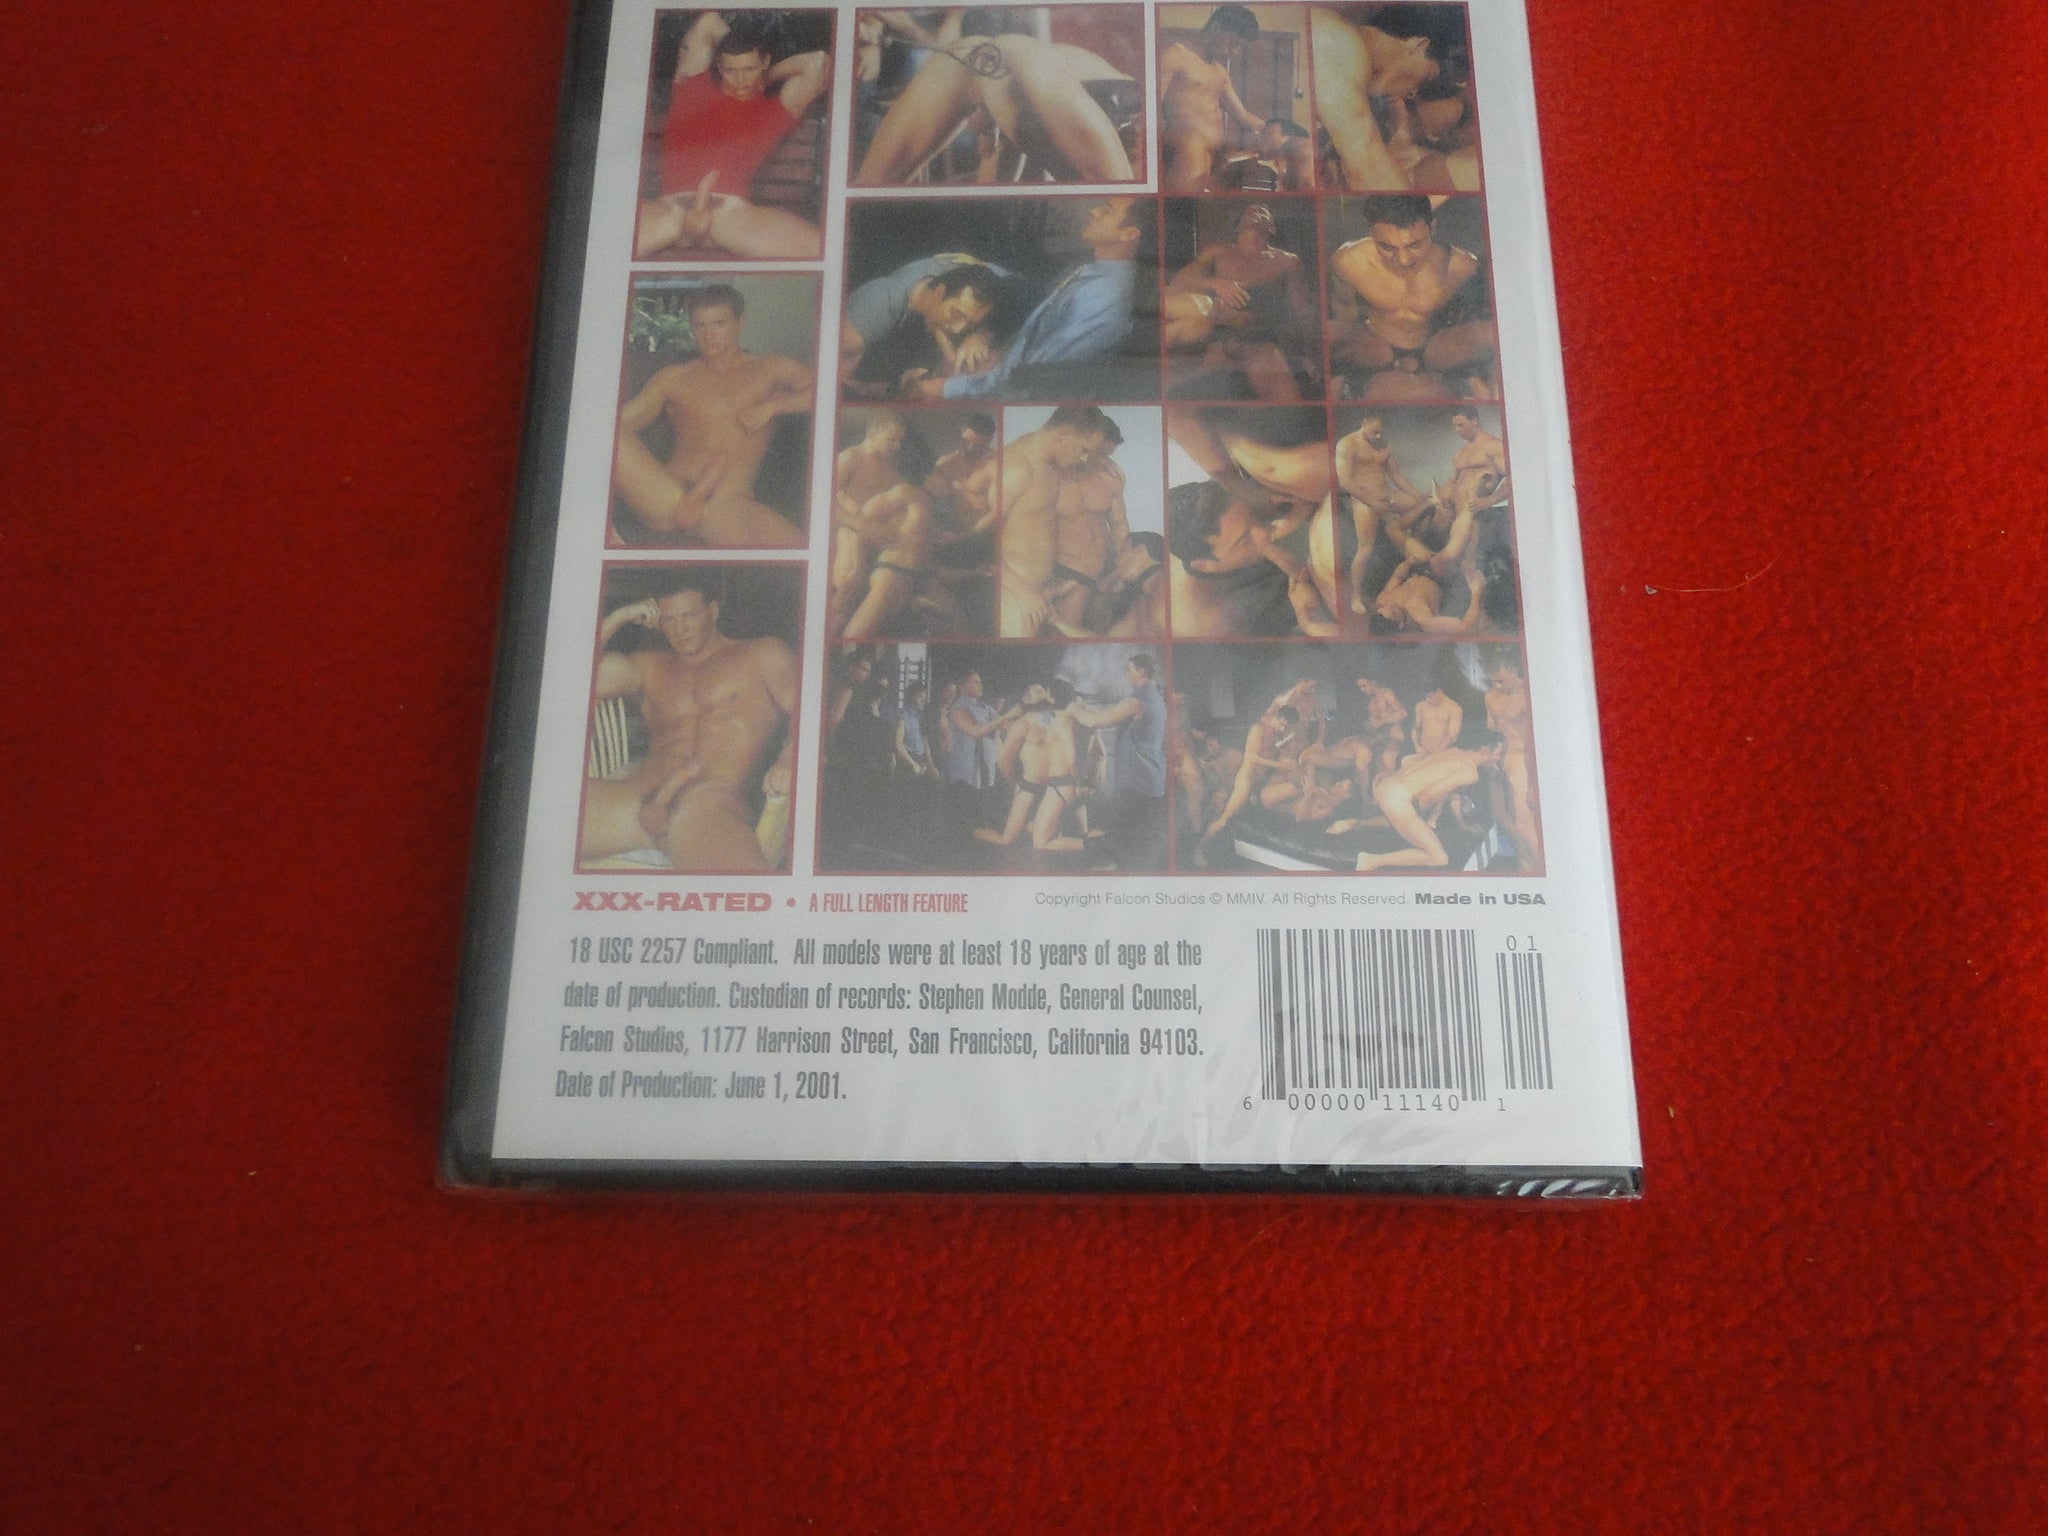 XXX-RATED • A FULL LENGTH FEATURE
Copyright Falcon Studios © MMIV. All Rights Reserved. Made in USA
18 USC 2257 Compliant. All models were at least 18 years of age at the
date of production. Custodian of records: Stephen Modde, General Counsel,
Falcon Studios, 1177 Harrison Street, San Francisco, California 94103.
Date of Production: June 1, 2001.
01
6 00000 11140 1